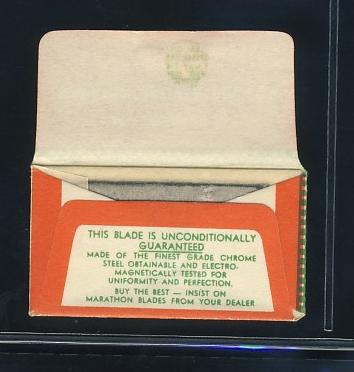 THIS BLADE IS UNCONDITIONALLY
GUARANTEED
MADE OF THE FINEST GRADE CHROME
STEEL OBTAINABLE AND ELECTRO-
MAGNETICALLY TESTED FOR
UNIFORMITY AND PERFECTION.
BUY THE BEST — INSIST ON
MARATHON BLADES FROM YOUR DEALER